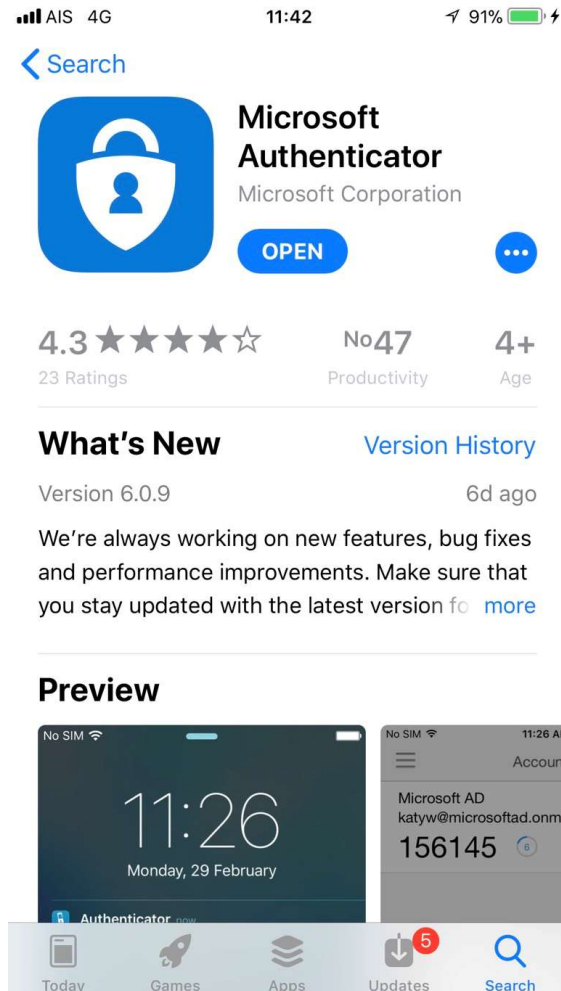 AIS 4G 11:42 91%
Search
Microsoft
Authenticator
Microsoft Corporation
OPEN
4.3 No47 4+
23 Ratings Productivity Age
What's New Version History
Version 6.0.9 6d ago
We're always working on new features, bug fixes
and performance improvements. Make sure that
you stay updated with the latest version fo more
Preview
No SIM
11:26
Monday, 29 February
Authenticator now
No SIM 11:26 A
Accoun
Microsoft AD
katyw@microsoftad.onm
156145 6
5
Today Games Apps Updates Search